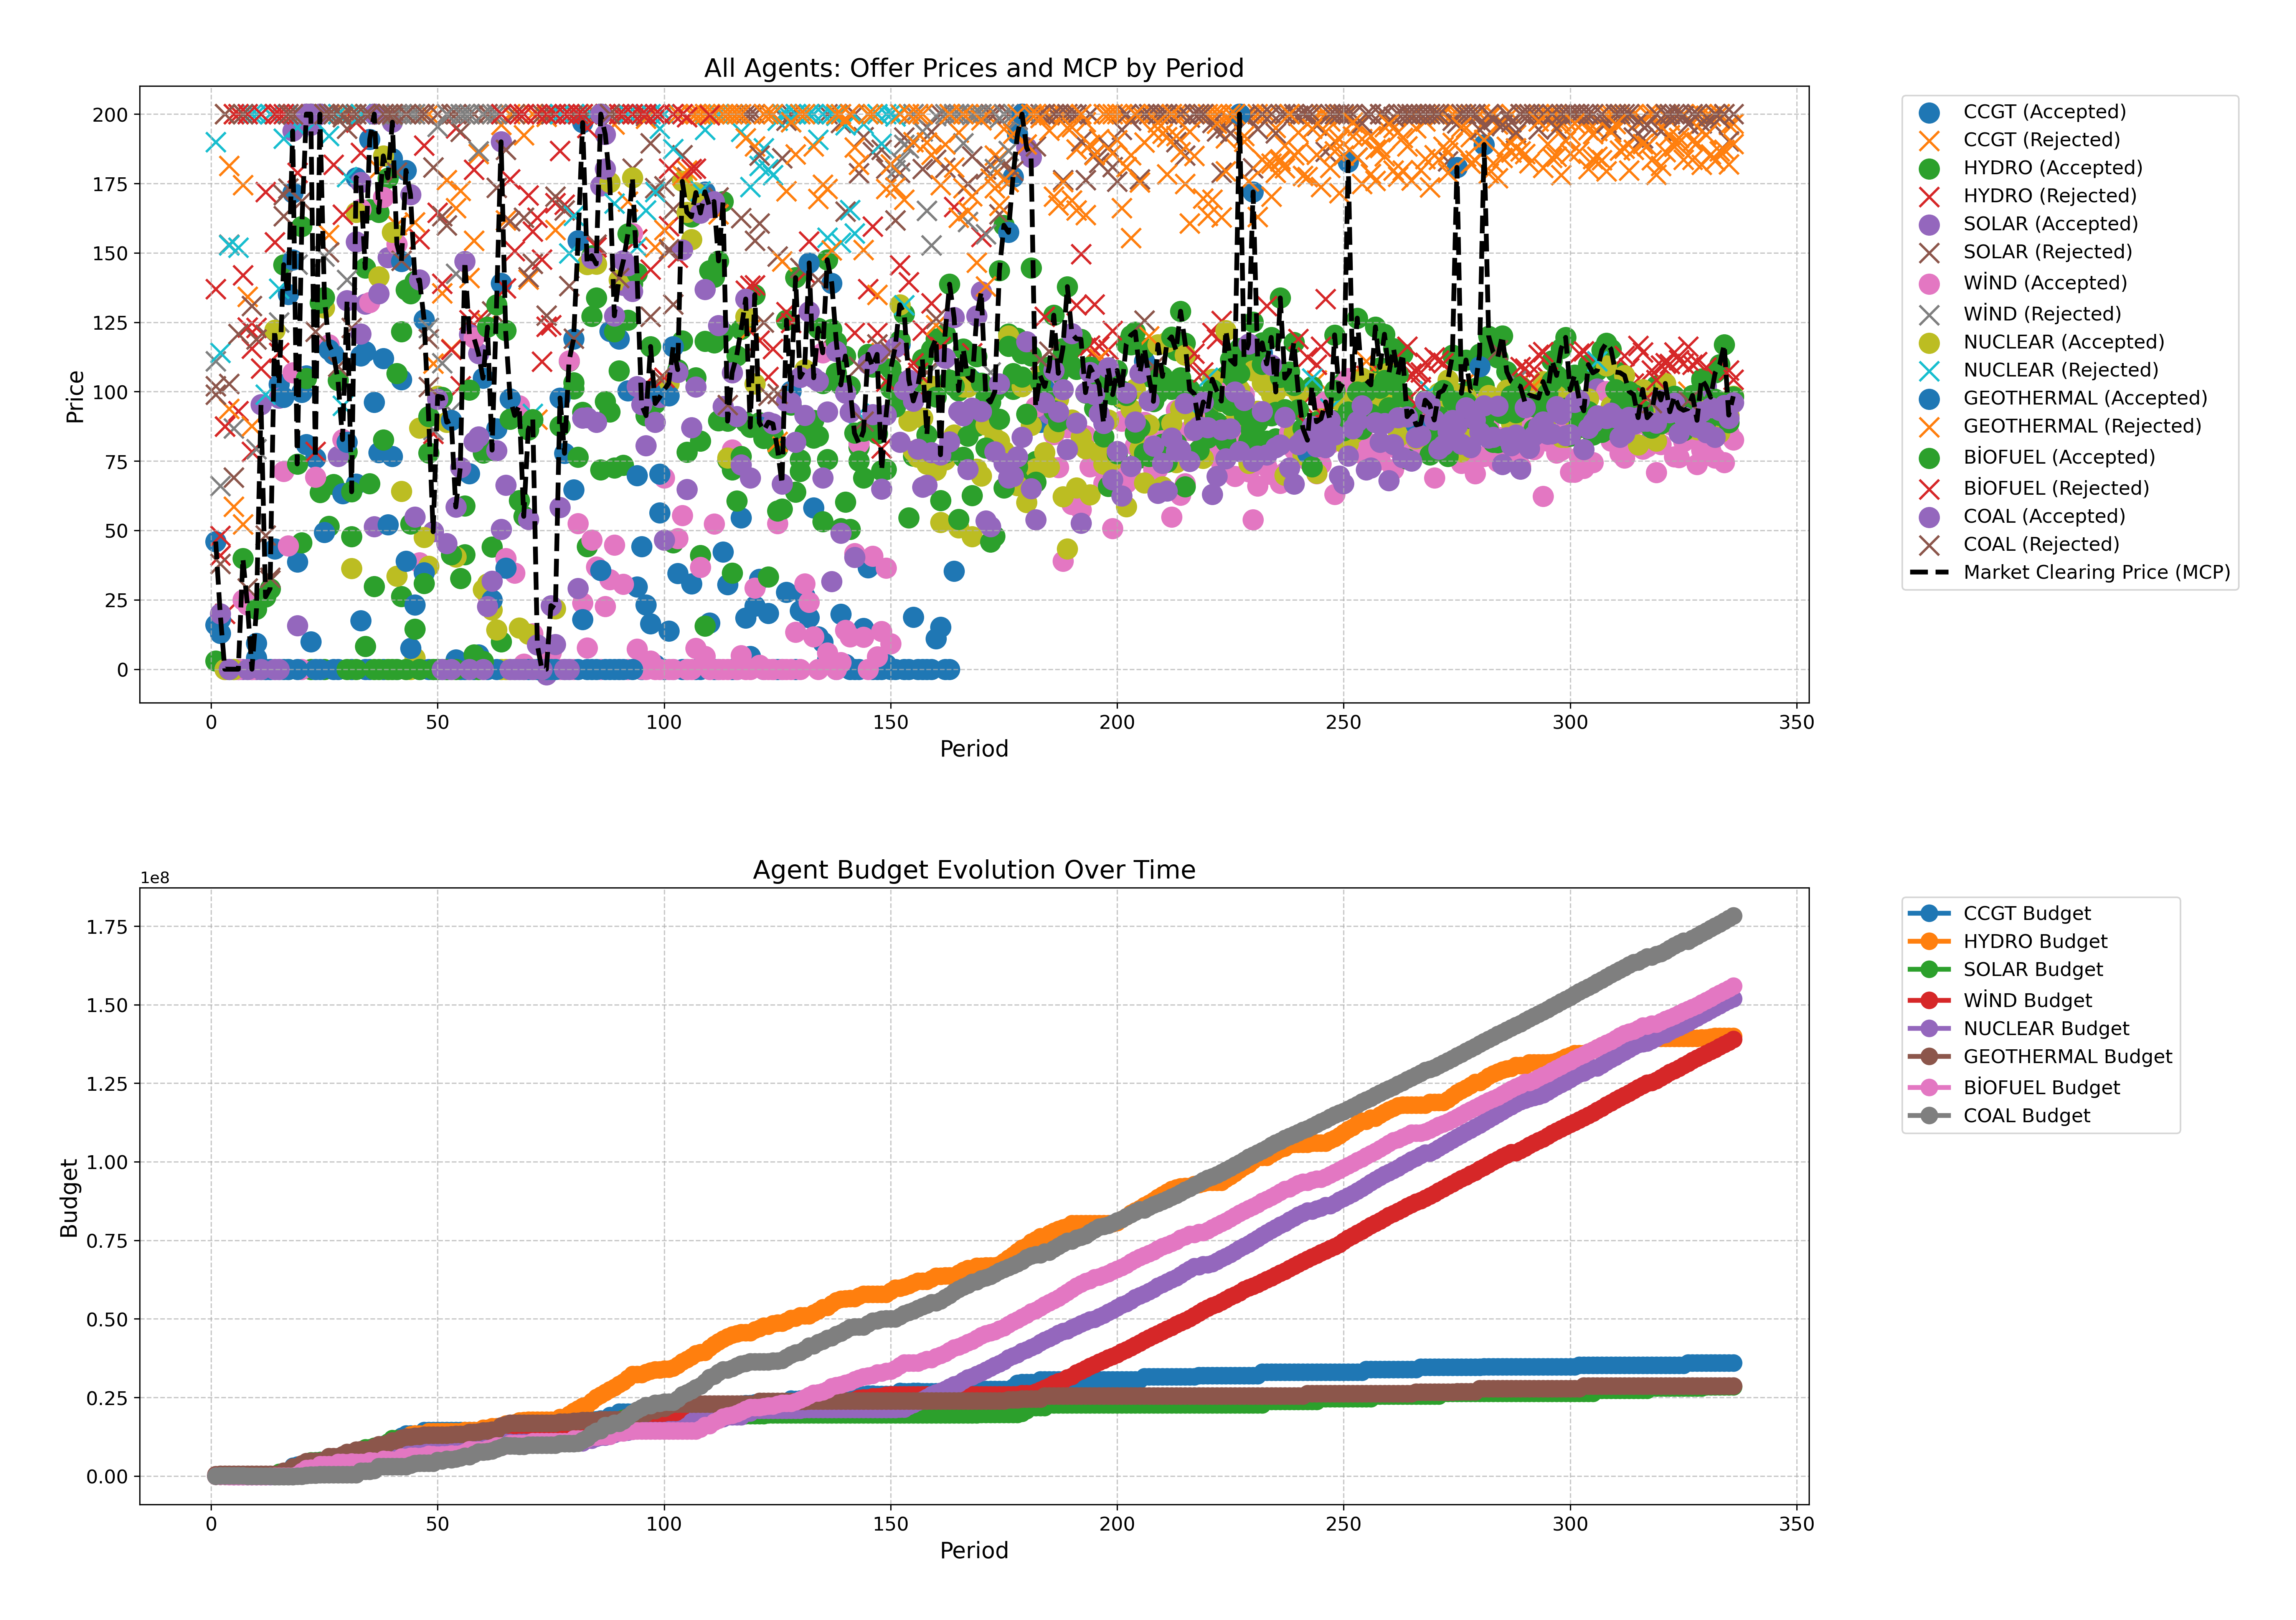 All Agents: Offer Prices and MCP by Period
Price
200
175
150
125
100
75
50
25
0
0 50 100 150 200 250 300 350
Period
CCGT (Accepted)
CCGT (Rejected)
HYDRO (Accepted)
HYDRO (Rejected)
SOLAR (Accepted)
SOLAR (Rejected)
WİND (Accepted)
WİND (Rejected)
NUCLEAR (Accepted)
NUCLEAR (Rejected)
GEOTHERMAL (Accepted)
GEOTHERMAL (Rejected)
BİOFUEL (Accepted)
BİOFUEL (Rejected)
COAL (Accepted)
COAL (Rejected)
Market Clearing Price (MCP)
Agent Budget Evolution Over Time
1e8
Budget
1.75
1.50
1.25
1.00
0.75
0.50
0.25
0.00
0 50 100 150 200 250 300 350
Period
CCGT Budget
HYDRO Budget
SOLAR Budget
WİND Budget
NUCLEAR Budget
GEOTHERMAL Budget
BİOFUEL Budget
COAL Budget